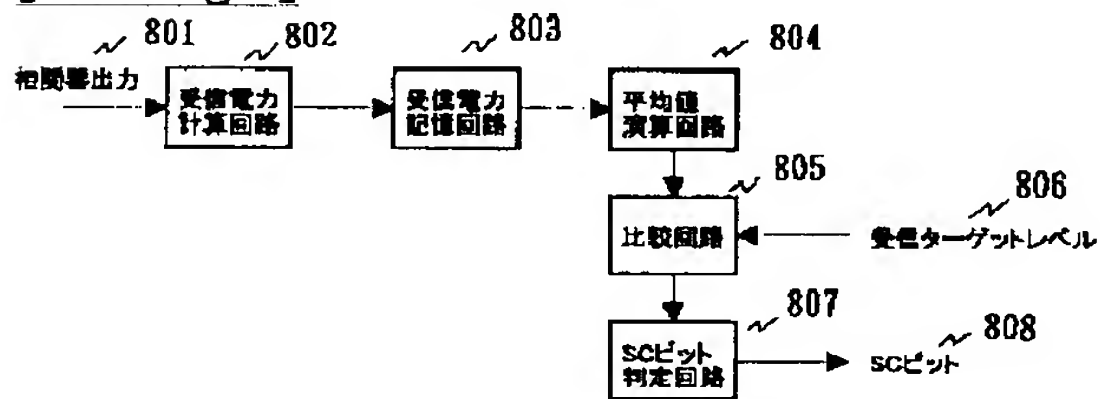 801
802
803
804
相関器出力
受信電力
計算回路
受信電力
記憶回路
平均値
演算回路
805
806
比較回路
受信ターゲットレベル
807
808
SCビット
判定回路
SCビット